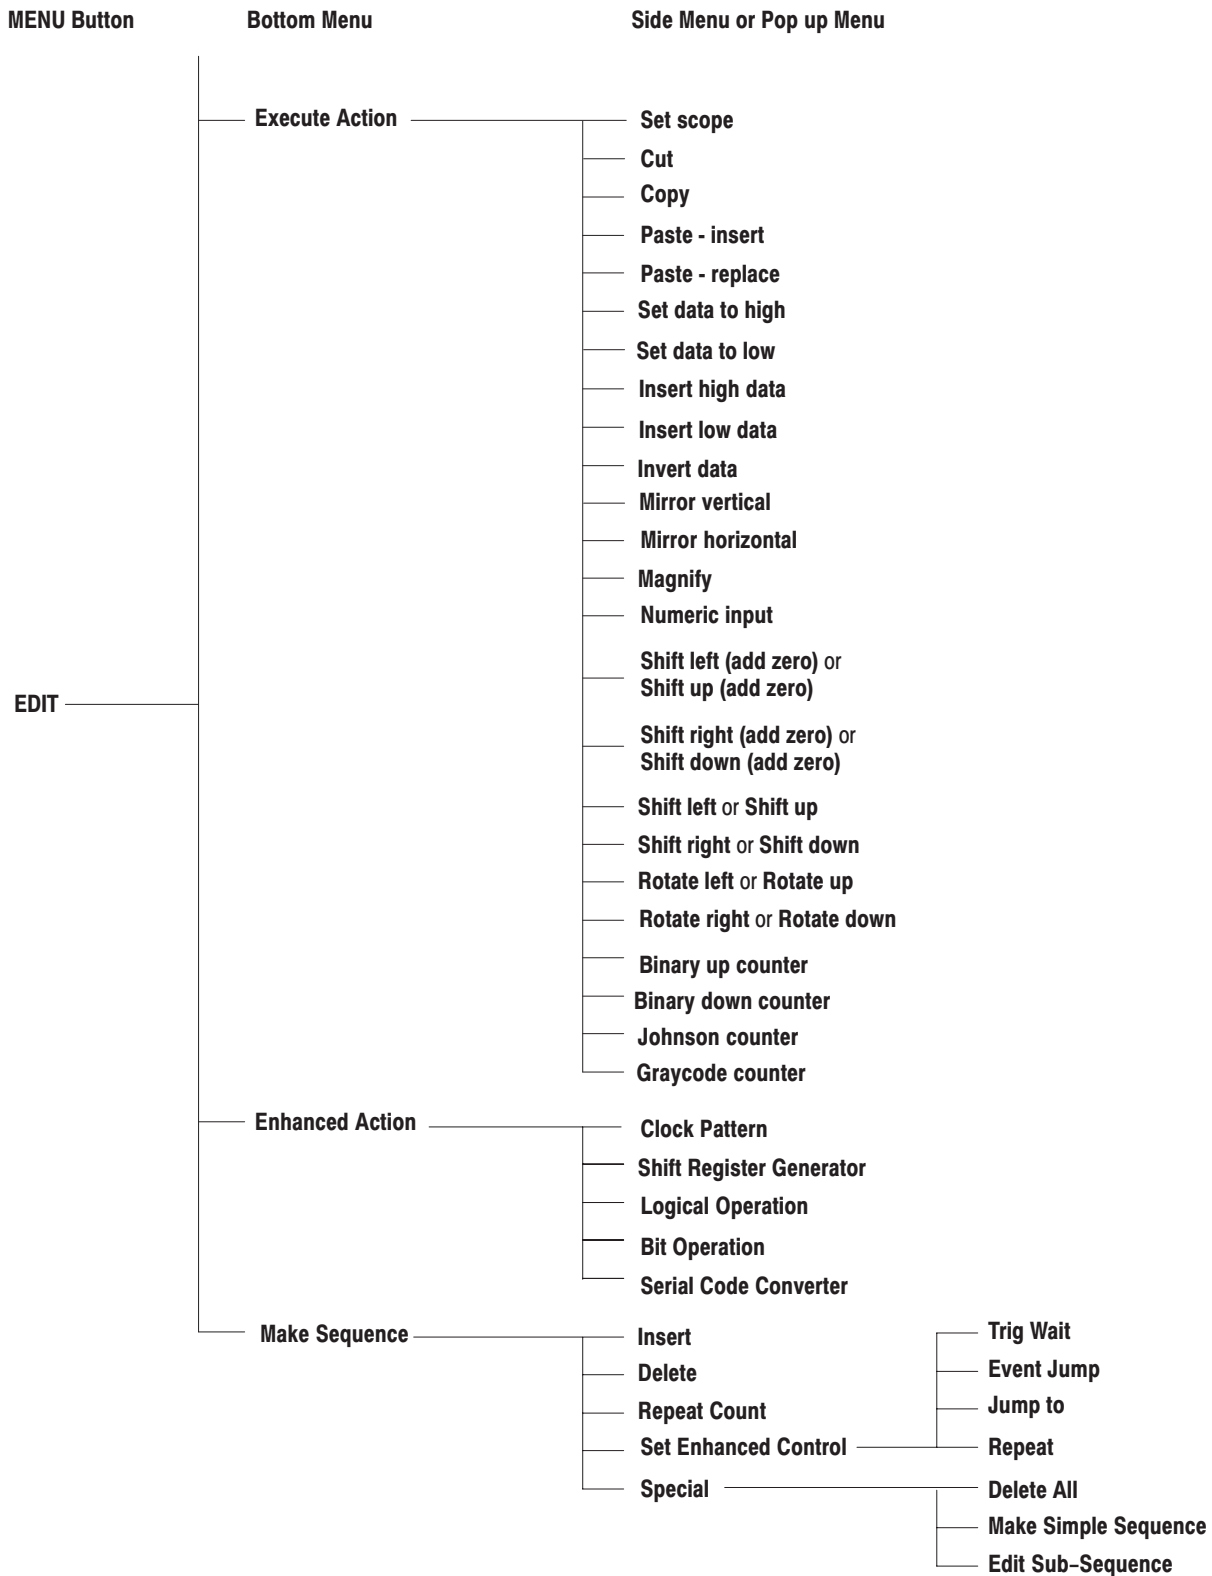 MENU Button Bottom Menu Side Menu or Pop up Menu
Execute Action Set scope
Cut
Copy
Paste - insert
Paste - replace
Set data to high
Set data to low
Insert high data
Insert low data
Invert data
Mirror vertical
Mirror horizontal
Magnify
Numeric input
Shift left (add zero) or
Shift up (add zero)
EDIT
Shift right (add zero) or
Shift down (add zero)
Shift left or Shift up
Shift right or Shift down
Rotate left or Rotate up
Rotate right or Rotate down
Binary up counter
Binary down counter
Johnson counter
Graycode counter
Enhanced Action Clock Pattern
Shift Register Generator
Logical Operation
Bit Operation
Serial Code Converter
Make Sequence Insert Trig Wait
Delete Event Jump
Repeat Count Jump to
Set Enhanced Control Repeat
Special Delete All
Make Simple Sequence
Edit Sub-Sequence